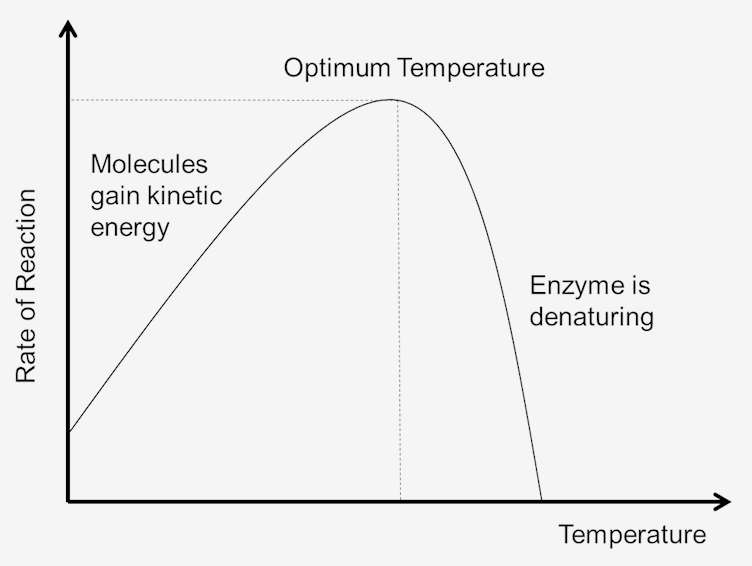 Optimum Temperature
Molecules
gain kinetic
energy
Rate of Reaction
Enzyme is
denaturing
Temperature